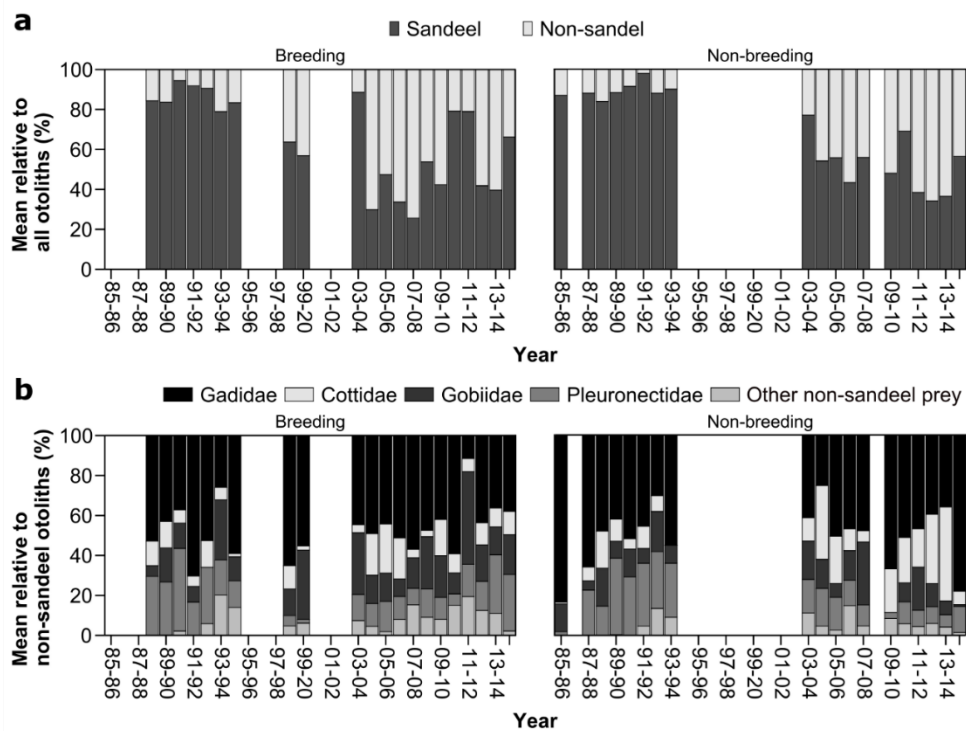 a
Sandeel Non-sandel
Breeding Non-breeding
Mean relative to
all otoliths (%)
100
80
60
40
20
0
85-86 87-88 89-90 91-92 93-94 95-96 97-98 99-20 01-02 03-04 05-06 07-08 09-10 11-12 13-14
85-86 87-88 89-90 91-92 93-94 95-96 97-98 99-20 01-02 03-04 05-06 07-08 09-10 11-12 13-14
Year Year
b
Gadidae Cottidae Gobiidae Pleuronectidae Other non-sandeel prey
Breeding Non-breeding
Mean relative to
non-sandeel otoliths (%)
100
80
60
40
20
0
85-86 87-88 89-90 91-92 93-94 95-96 97-98 99-20 01-02 03-04 05-06 07-08 09-10 11-12 13-14
85-86 87-88 89-90 91-92 93-94 95-96 97-98 99-20 01-02 03-04 05-06 07-08 09-10 11-12 13-14
Year Year